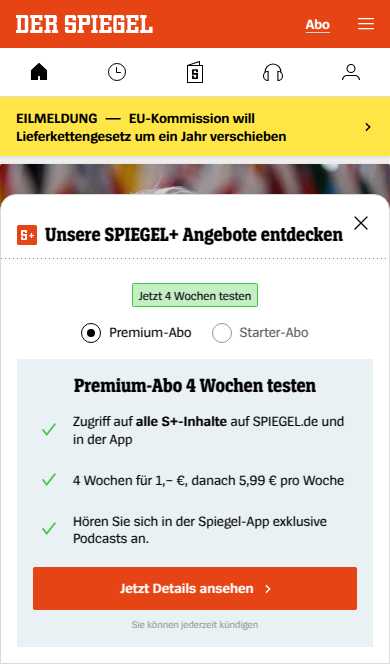 DER SPIEGEL
Abo
EILMELDUNG — EU-Kommission will
Lieferkettengesetz um ein Jahr verschieben
S+ Unsere SPIEGEL+ Angebote entdecken
Jetzt 4 Wochen testen
Premium-Abo
Starter-Abo
Premium-Abo 4 Wochen testen
Zugriff auf alle S+-Inhalte auf SPIEGEL.de und
in der App
4 Wochen für 1,– €, danach 5,99 € pro Woche
Hören Sie sich in der Spiegel-App exklusive
Podcasts an.
Jetzt Details ansehen
Sie können jederzeit kündigen